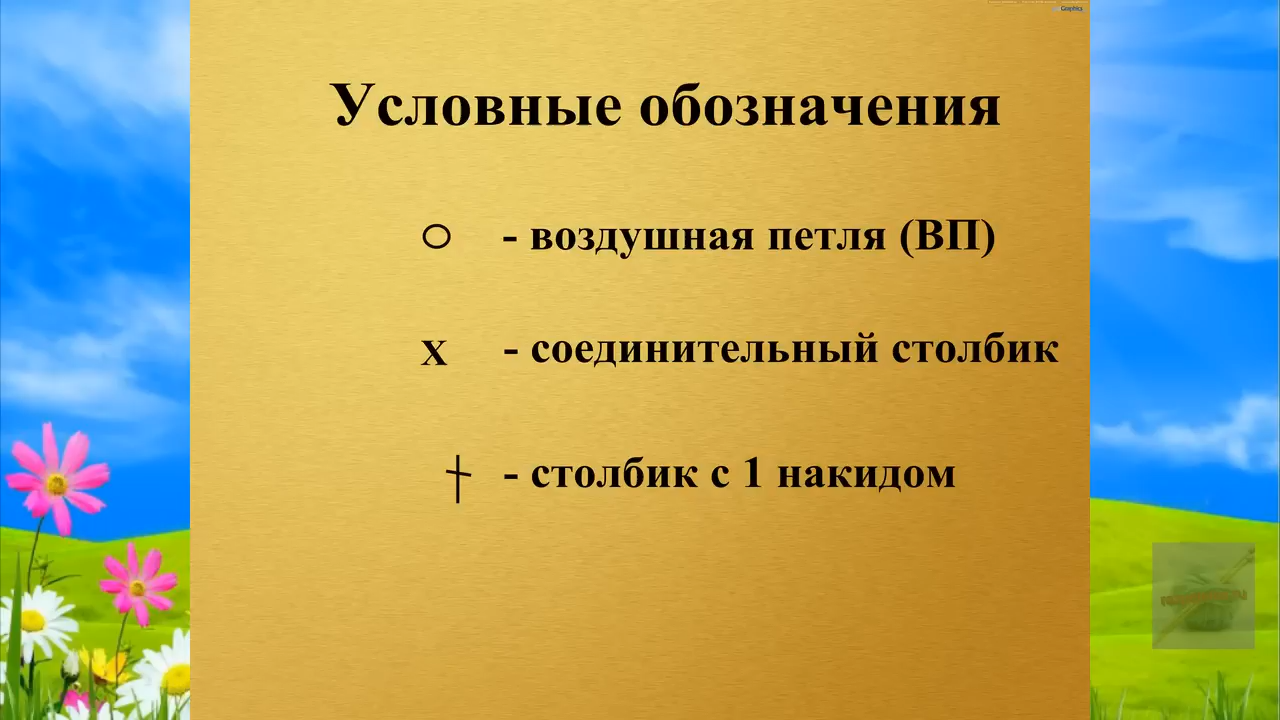 Условные обозначения
o - воздушная петля (ВП)
x - соединительный столбик
† - столбик с 1 накидом